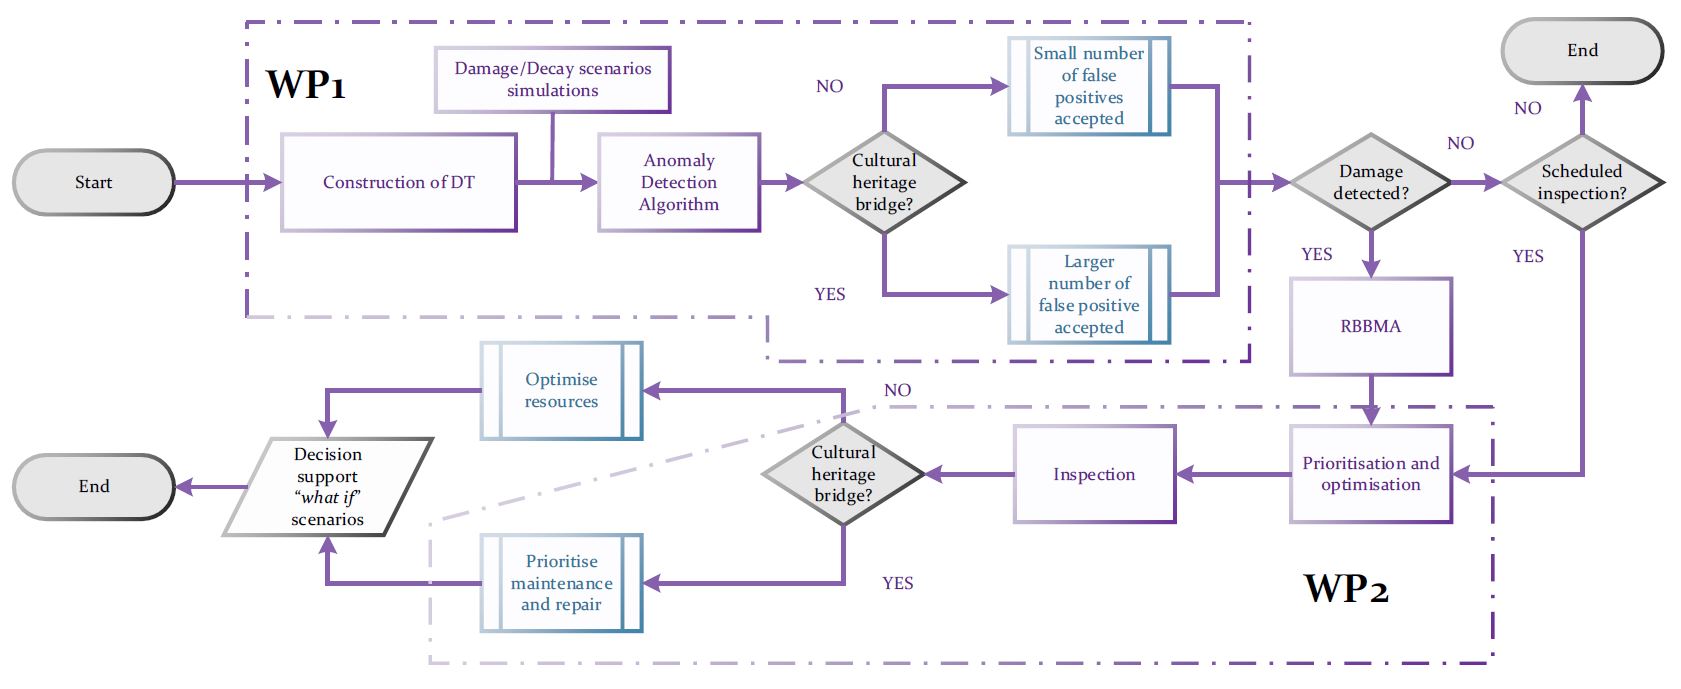 WP1
Start
Construction of DT
Damage/Decay scenarios
simulations
Anomaly
Detection
Algorithm
Cultural
heritage
bridge?
NO
Small number
of false
positives
accepted
YES
Larger
number of
false positive
accepted
Damage
detected?
NO
Scheduled
inspection?
NO
End
YES
YES
RBBMA
Prioritisation and
optimisation
WP2
Inspection
Cultural
heritage
bridge?
NO
Optimise
resources
YES
Prioritise
maintenance
and repair
Decision
support
“what if”
scenarios
End